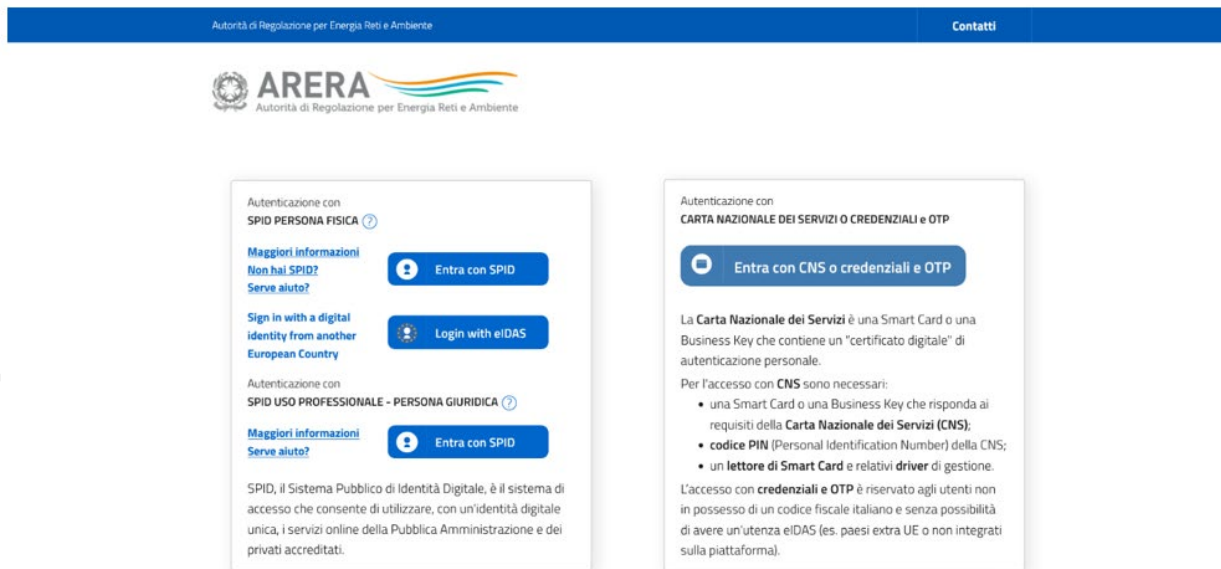 Autorità di Regolazione per Energia Reti e Ambiente
Contatti
ARERA
Autorità di Regolazione per Energia Reti e Ambiente
Autenticazione con
SPID PERSONA FISICA ?
Maggiori informazioni
Non hai SPID?
Serve aiuto?
Entra con SPID
Sign in with a digital
identity from another
European Country
Login with eIDAS
Autenticazione con
SPID USO PROFESSIONALE - PERSONA GIURIDICA ?
Maggiori informazioni
Serve aiuto?
Entra con SPID
SPID, il Sistema Pubblico di Identità Digitale, è il sistema di
accesso che consente di utilizzare, con un'identità digitale
unica, i servizi online della Pubblica Amministrazione e dei
privati accreditati.
Autenticazione con
CARTA NAZIONALE DEI SERVIZI O CREDENZIALI e OTP
Entra con CNS o credenziali e OTP
La Carta Nazionale dei Servizi è una Smart Card o una
Business Key che contiene un "certificato digitale" di
autenticazione personale.
Per l'accesso con CNS sono necessari:
• una Smart Card o una Business Key che risponda ai
requisiti della Carta Nazionale dei Servizi (CNS);
• codice PIN (Personal Identification Number) della CNS;
• un lettore di Smart Card e relativi driver di gestione.
L'accesso con credenziali e OTP è riservato agli utenti non
in possesso di un codice fiscale italiano e senza possibilità
di avere un'utenza eIDAS (es. paesi extra UE o non integrati
sulla piattaforma).